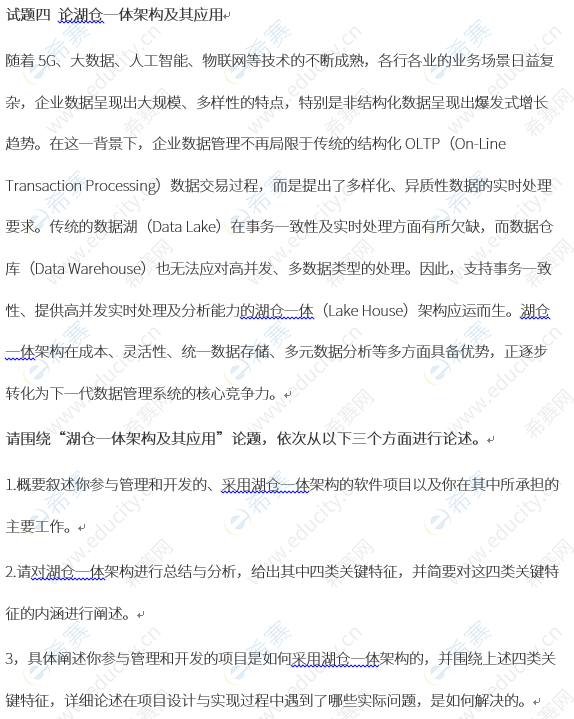 试题四 论湖仓一体架构及其应用
随着 5G、大数据、人工智能、物联网等技术的不断成熟，各行各业的业务场景日益复
杂，企业数据呈现出大规模、多样性的特点，特别是非结构化数据呈现出爆发式增长
趋势。在这一背景下，企业数据管理不再局限于传统的结构化 OLTP（On-Line
Transaction Processing）数据交易过程，而是提出了多样化、异质性数据的实时处理
要求。传统的数据湖（Data Lake）在事务一致性及实时处理方面有所欠缺，而数据仓
库（Data Warehouse）也无法应对高并发、多数据类型的处理。因此，支持事务一致
性、提供高并发实时处理及分析能力的湖仓一体（Lake House）架构应运而生。湖仓
一体架构在成本、灵活性、统一数据存储、多元数据分析等多方面具备优势，正逐步
转化为下一代数据管理系统的核心竞争力。
请围绕“湖仓一体架构及其应用”论题，依次从以下三个方面进行论述。
1.概要叙述你参与管理和开发的、采用湖仓一体架构的软件项目以及你在其中所承担的
主要工作。
2.请对湖仓一体架构进行总结与分析，给出其中四类关键特征，并简要对这四类关键特
征的内涵进行阐述。
3，具体阐述你参与管理和开发的项目是如何采用湖仓一体架构的，并围绕上述四类关
键特征，详细论述在项目设计与实现过程中遇到了哪些实际问题，是如何解决的。